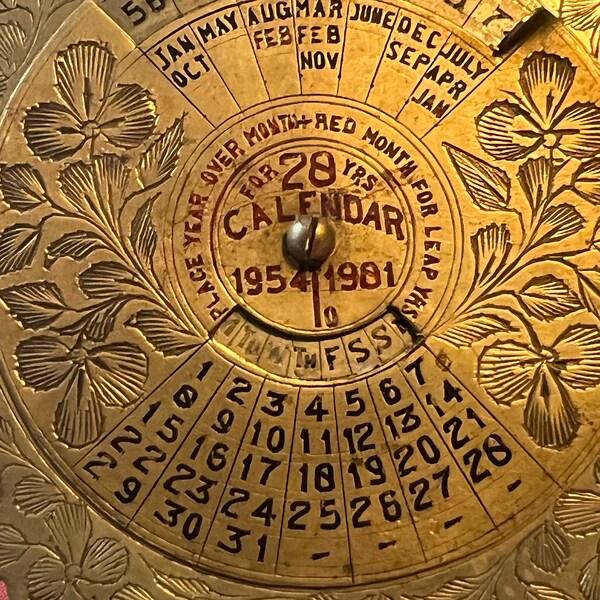 56 7
JAN MAY AUG MAR JUNE DEC JULY
OCT FEB FEB SEP APR
NOV JAN
PLACE YEAR OVER MONTH + RED MONTH FOR LEAP YRS
FOR 28 YRS
CALENDAR
1954 1981
TH F S S
1 2 3 4 5 6 7
8 9 10 11 12 13 14
15 16 17 18 19 20 21
22 23 24 25 26 27 28
29 30 31 - - - -